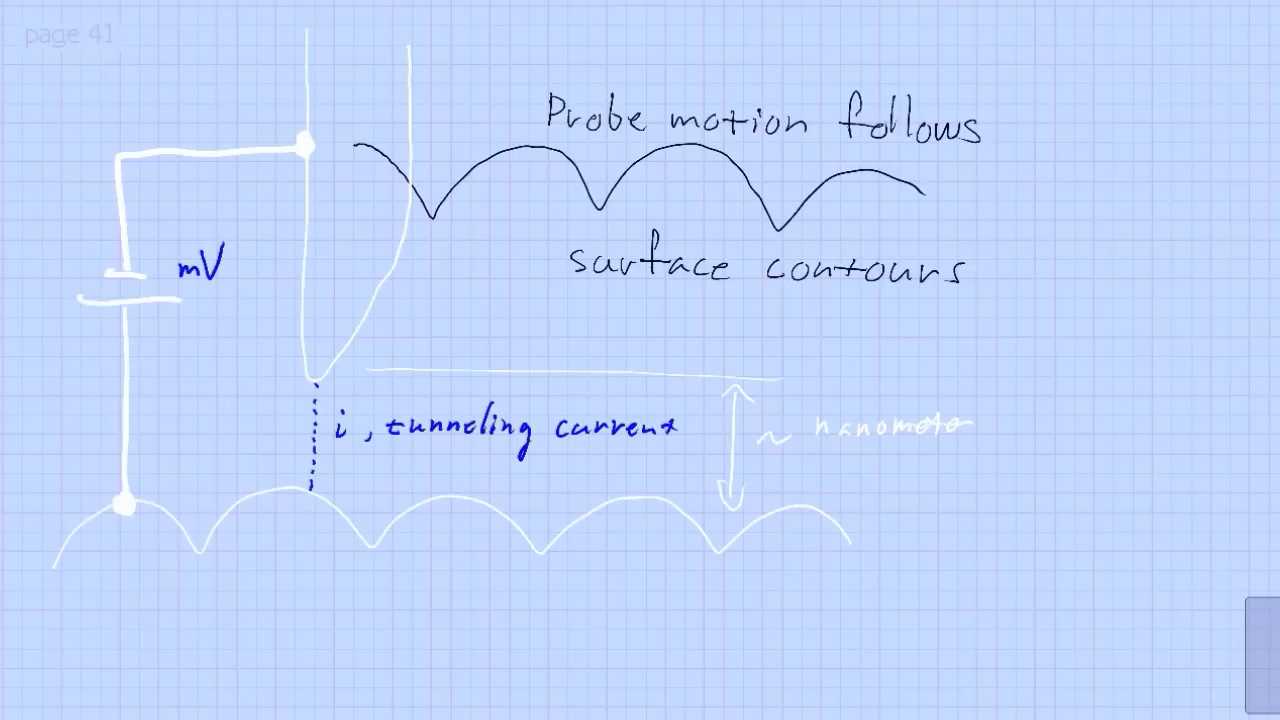 page 41
Probe motion follows
surface contours
mV
i, tunneling current
~ nanometer